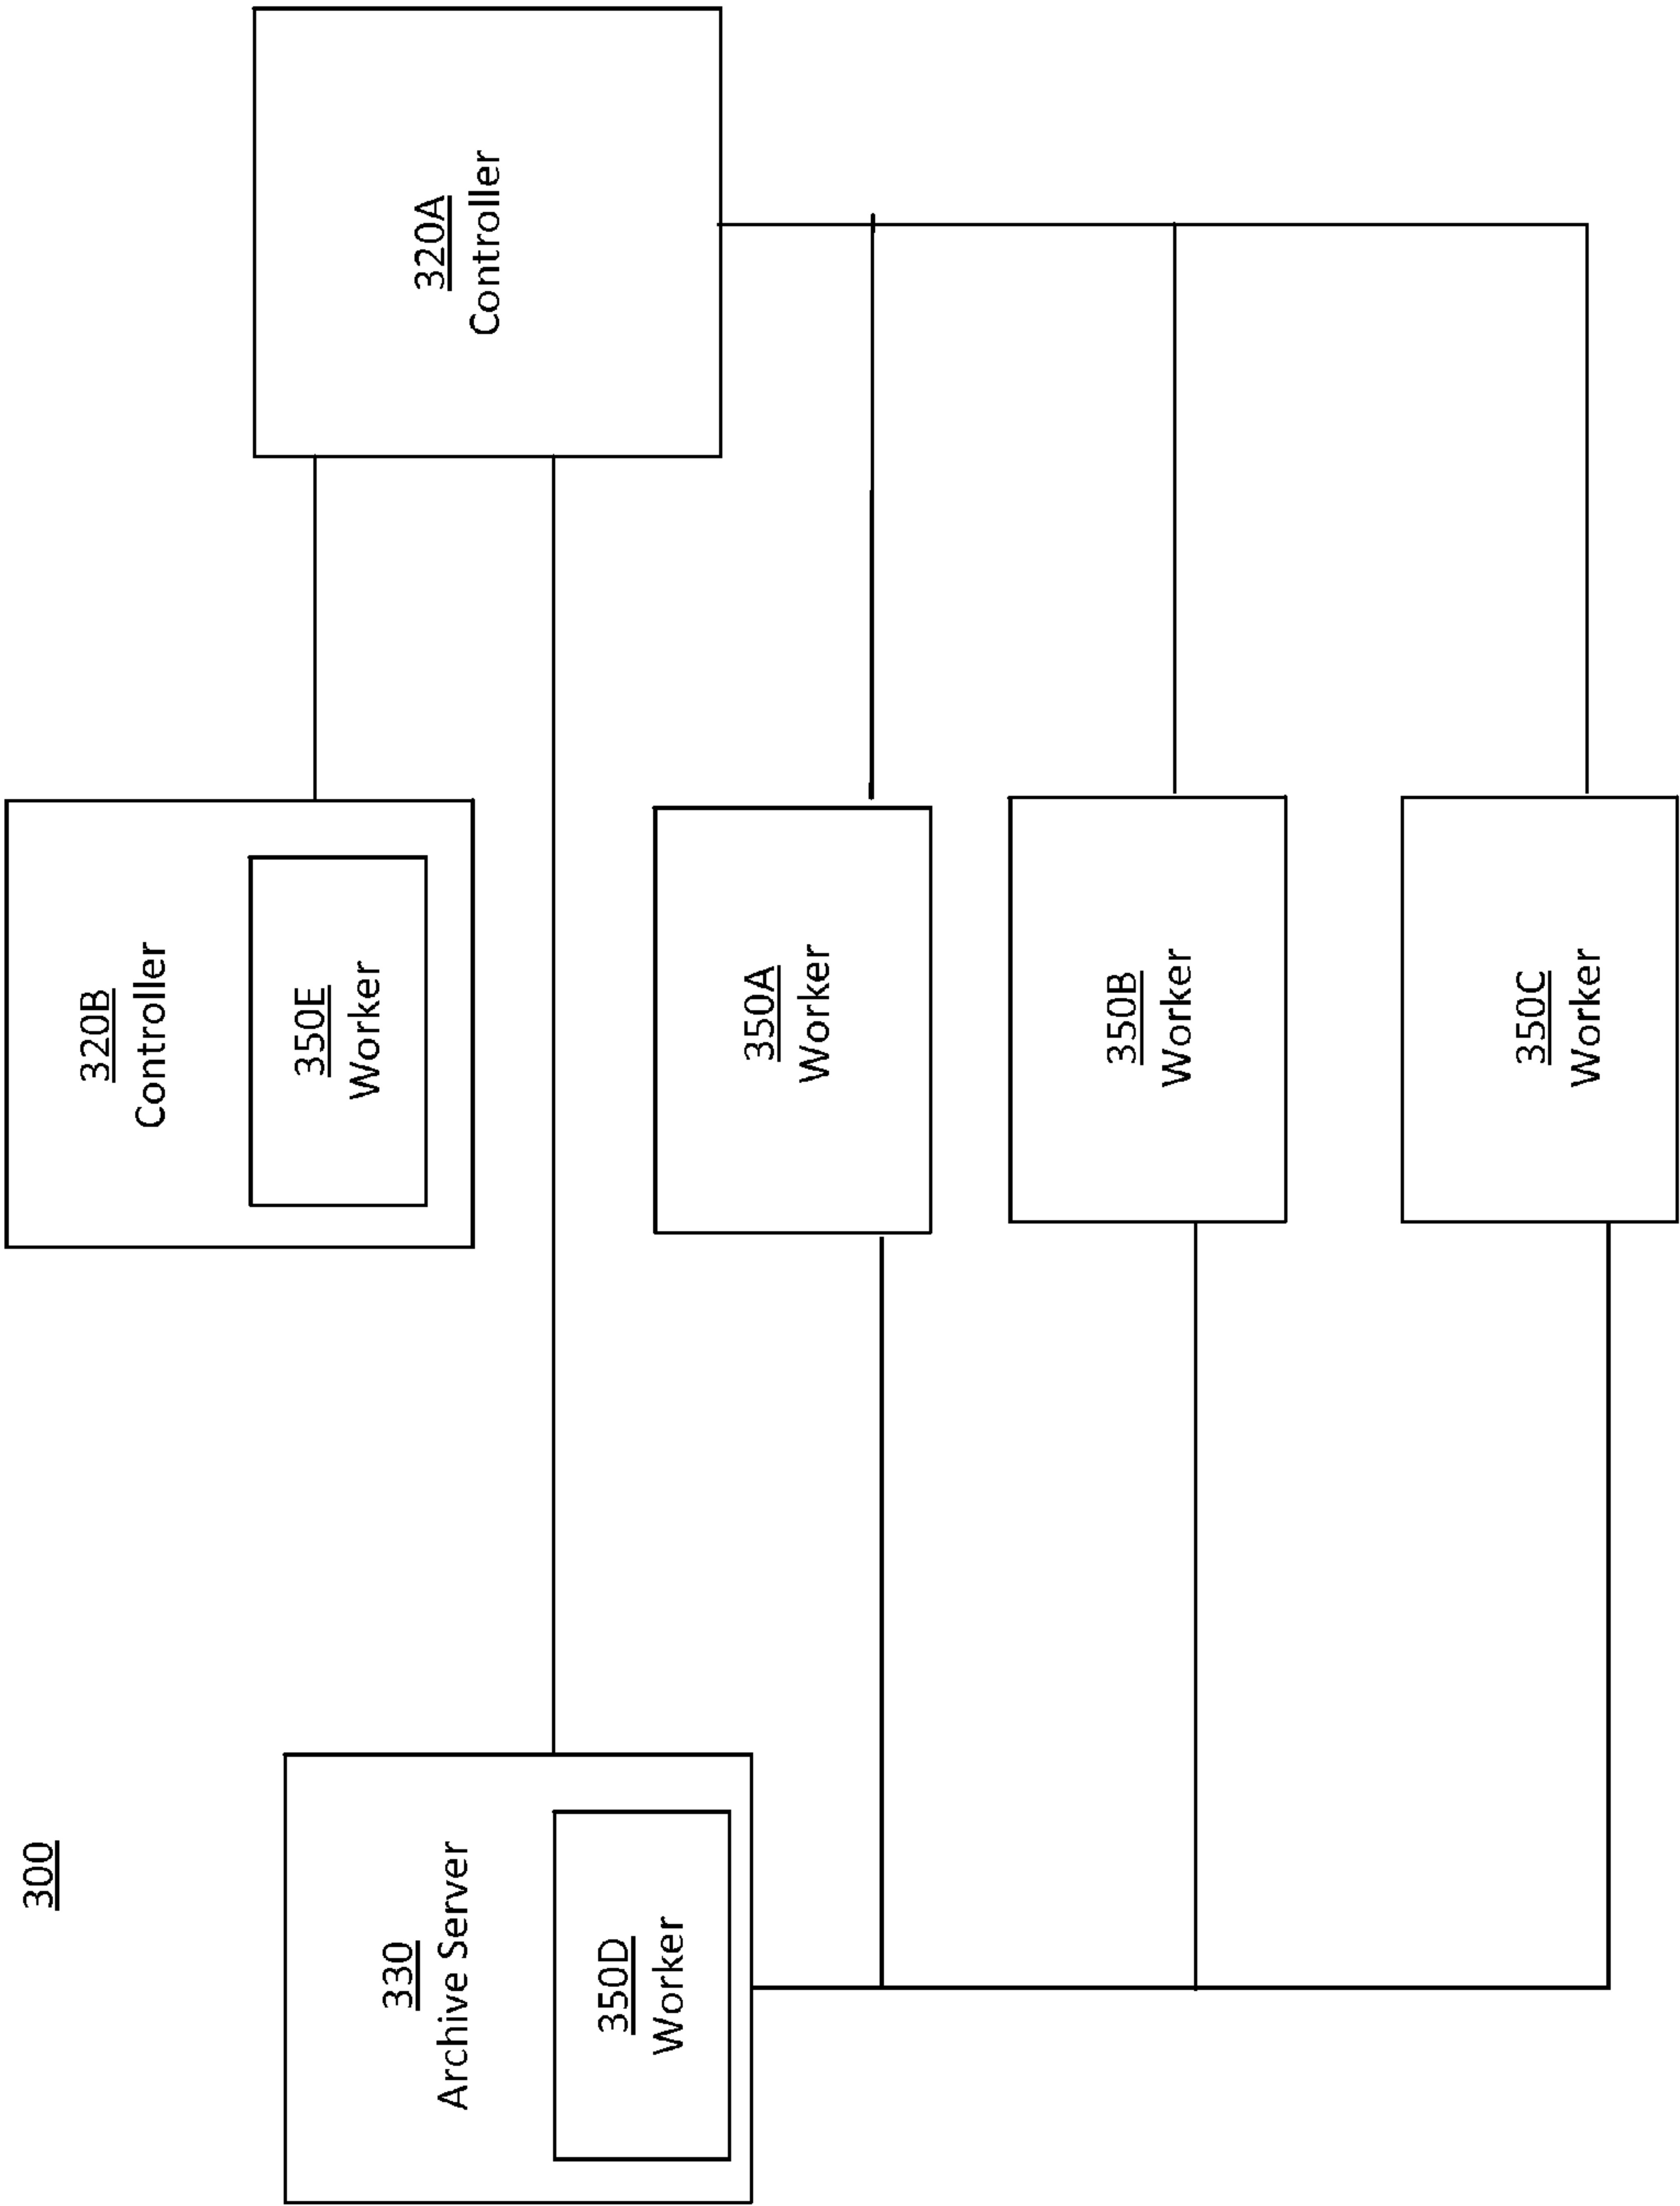 300
330
Archive Server
350D
Worker
320B
Controller
350E
Worker
350A
Worker
350B
Worker
350C
Worker
320A
Controller